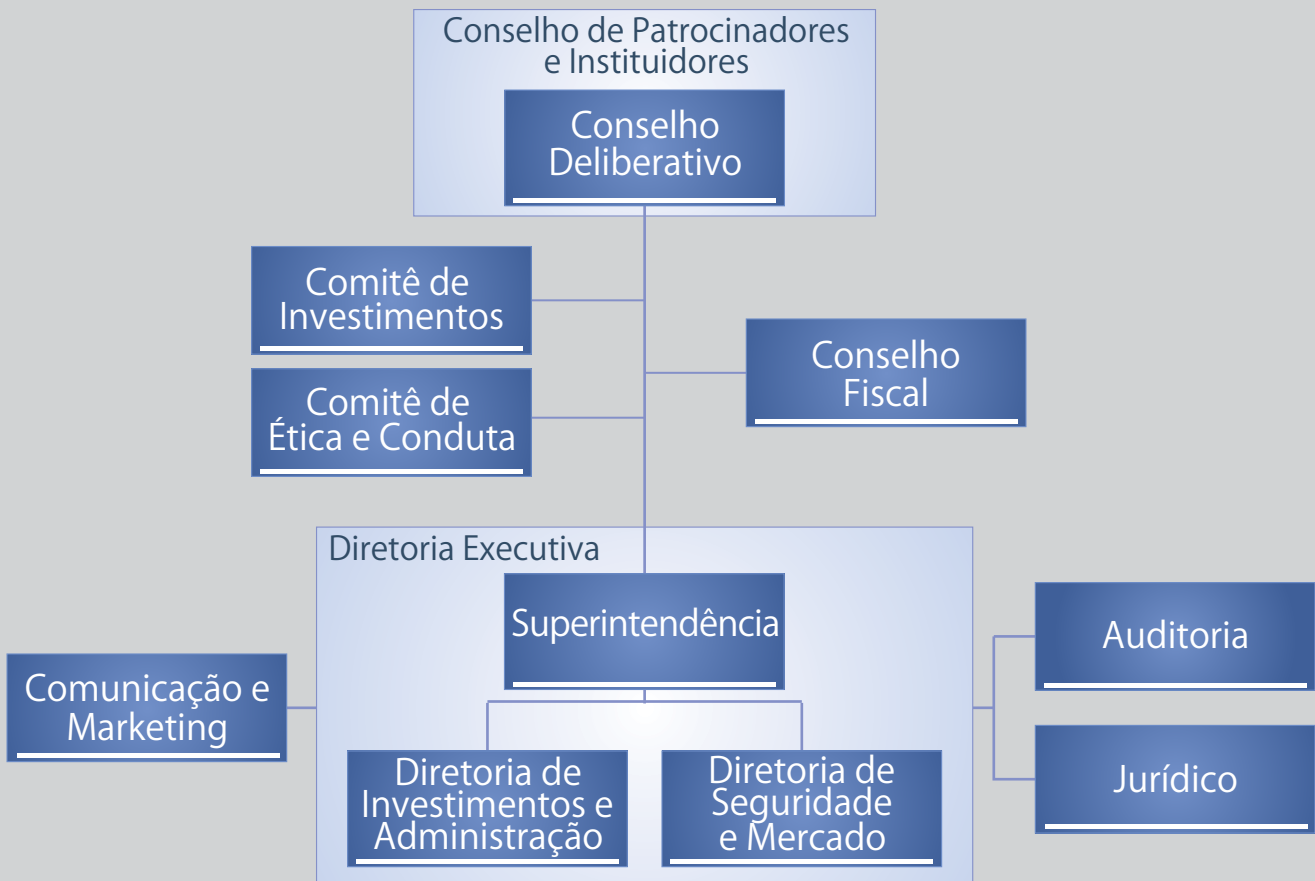 Conselho de Patrocinadores
e Instituidores
Conselho
Deliberativo
Comitê de
Investimentos
Conselho
Fiscal
Comitê de
Ética e Conduta
Diretoria Executiva
Superintendência
Comunicação e
Marketing
Auditoria
Jurídico
Diretoria de
Investimentos e
Administração
Diretoria de
Seguridade
e Mercado